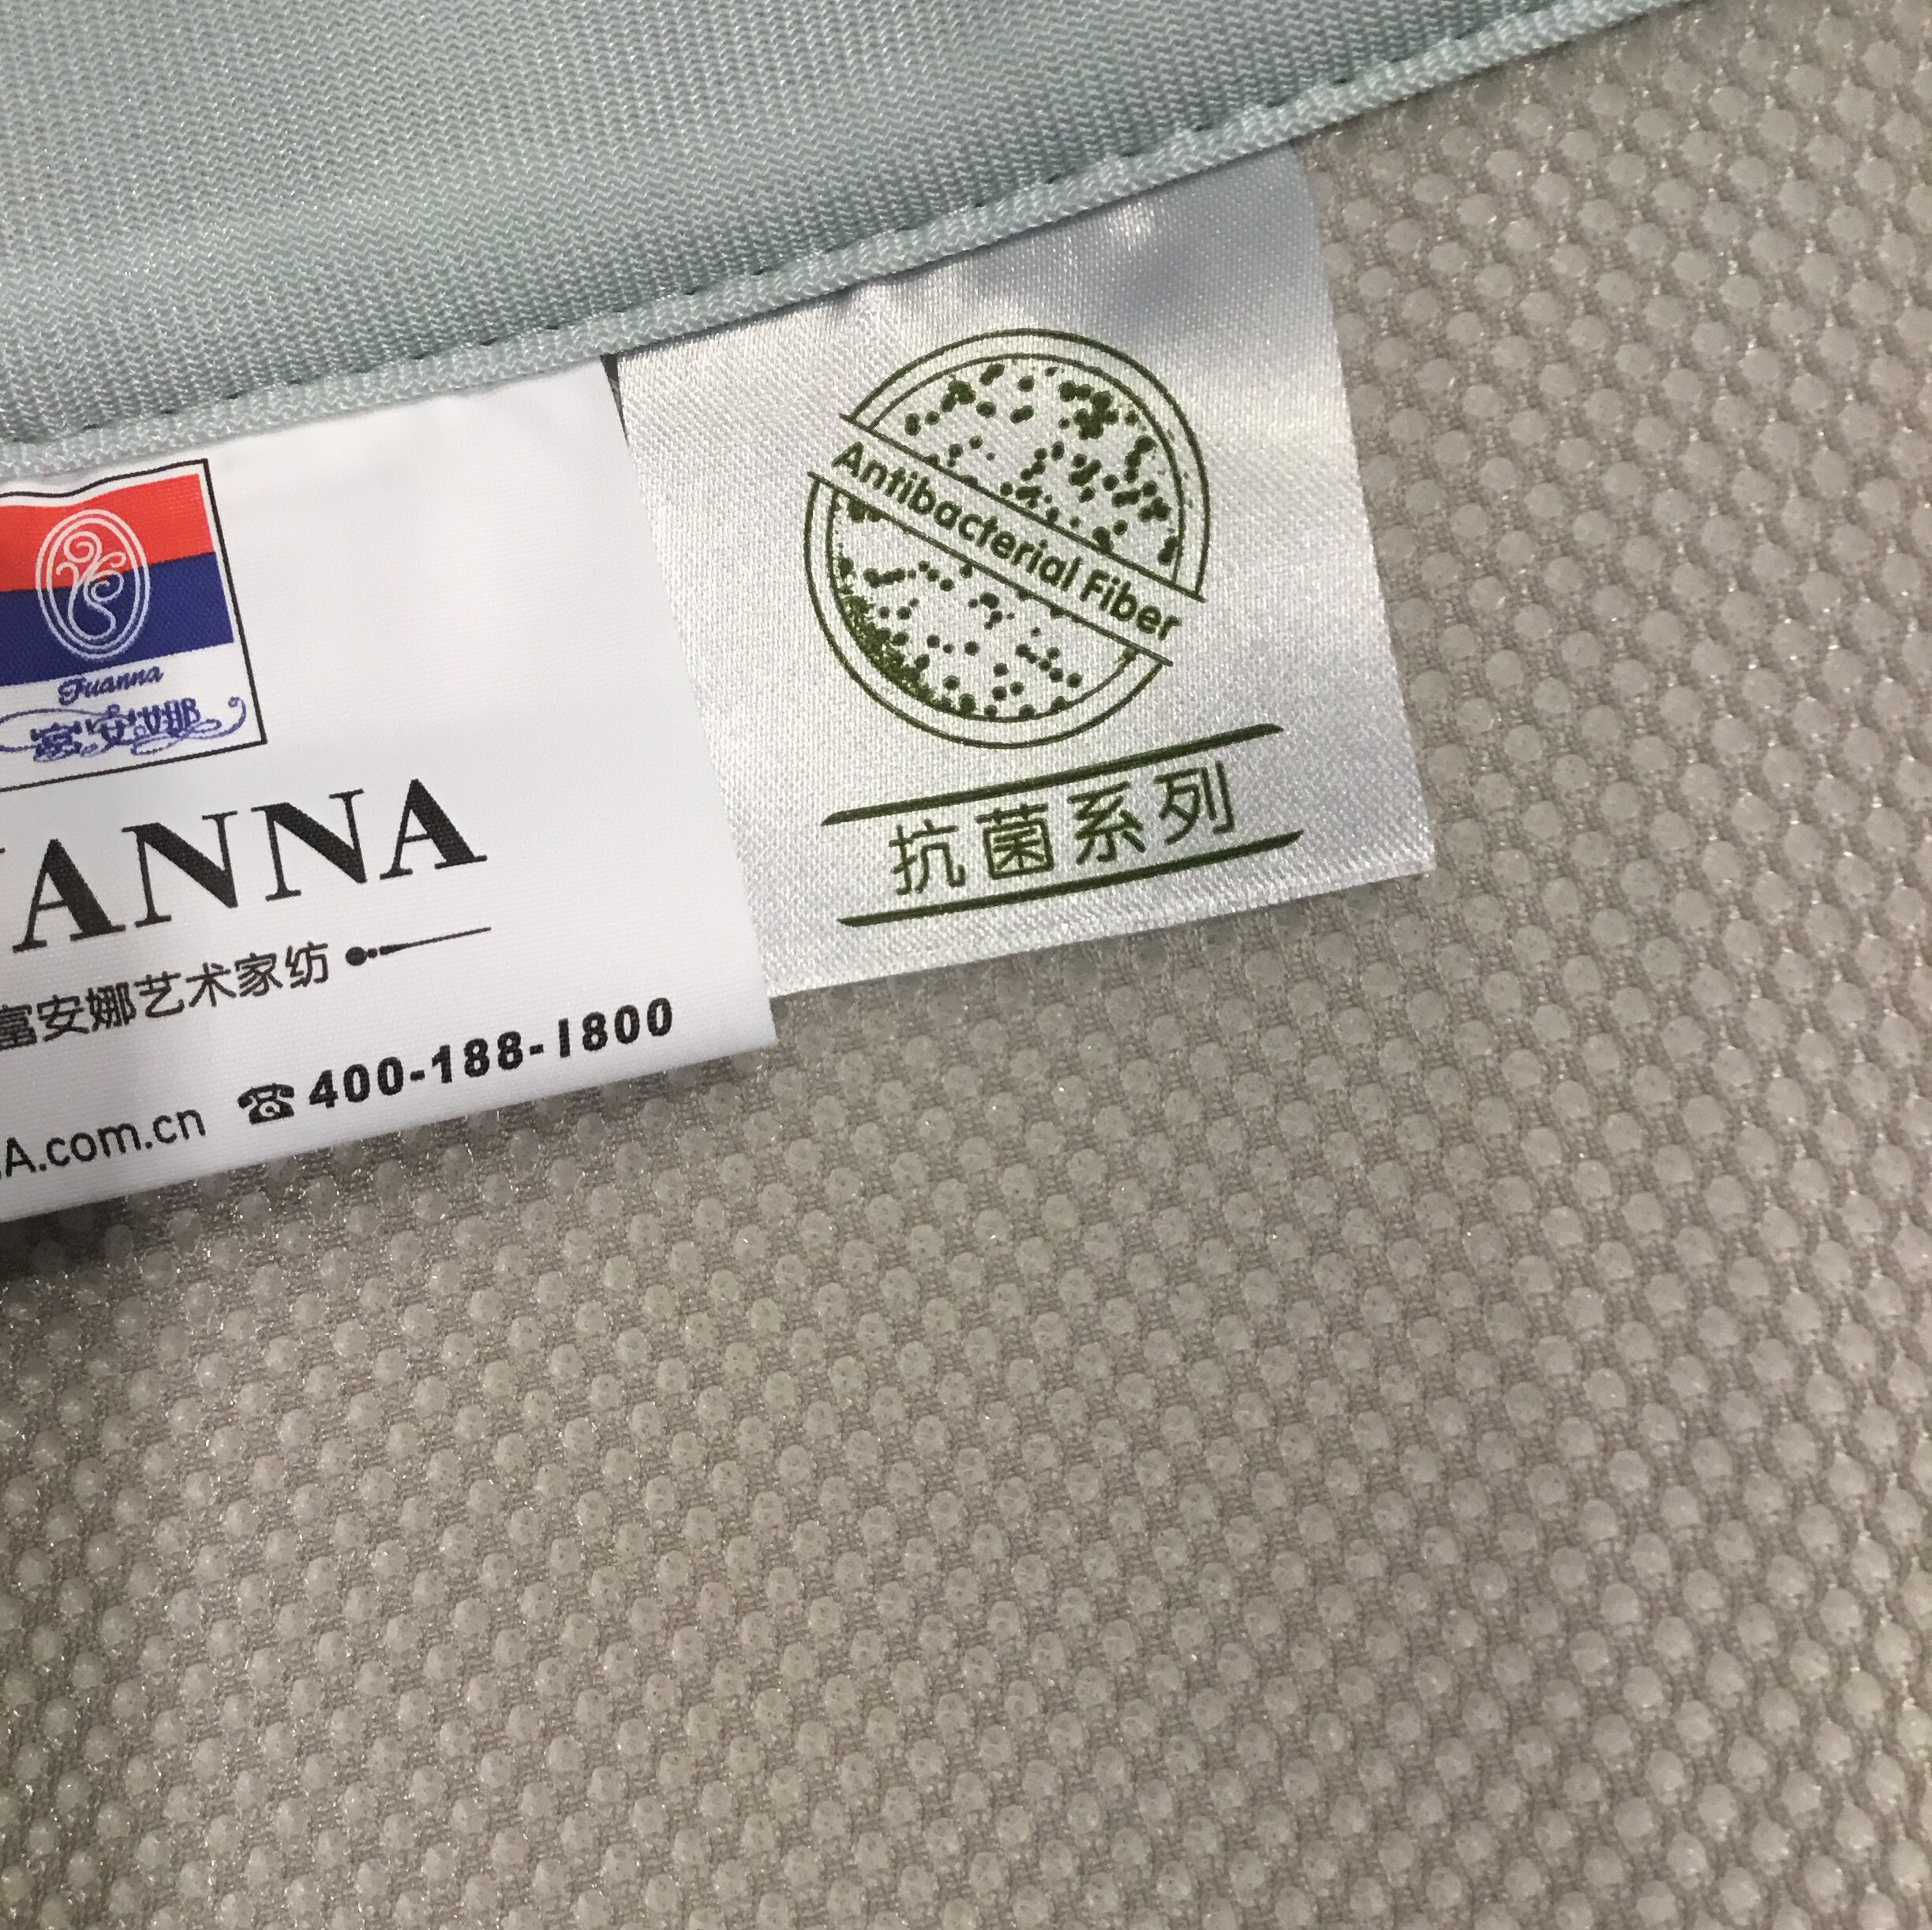 Fuanna
富安娜
ANNA
富安娜艺术家纺
A.com.cn ☎400-188-1800
Antibacterial Fiber
抗菌系列